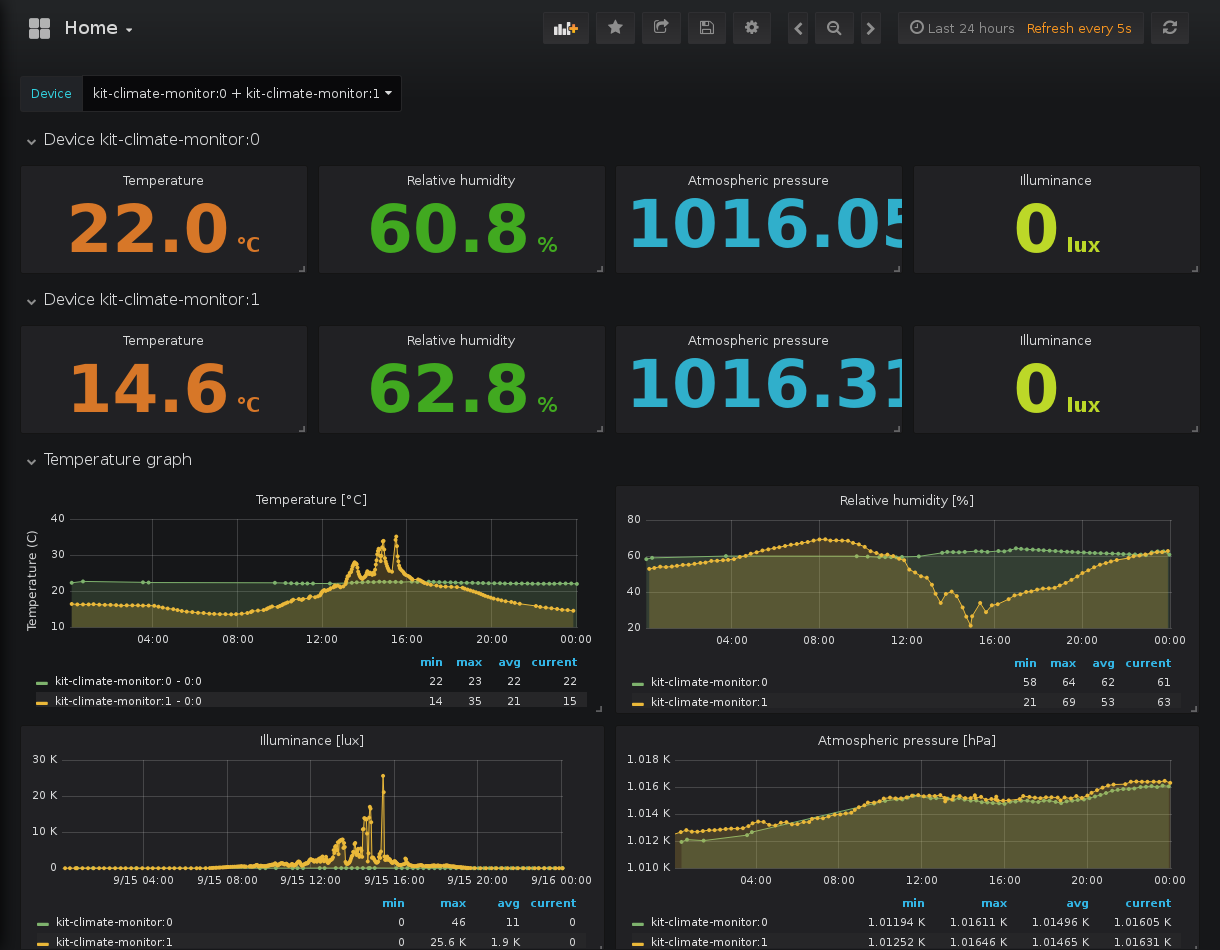 Home
Last 24 hours Refresh every 5s
Device kit-climate-monitor:0 + kit-climate-monitor:1
Device kit-climate-monitor:0
Temperature Relative humidity Atmospheric pressure Illuminance
22.0 °C 60.8 % 1016.05 0 lux
Device kit-climate-monitor:1
Temperature Relative humidity Atmospheric pressure Illuminance
14.6 °C 62.8 % 1016.31 0 lux
Temperature graph
Temperature [°C]
Temperature (C)
40
30
20
10
04:00 08:00 12:00 16:00 20:00 00:00
min max avg current
kit-climate-monitor:0 - 0:0 22 23 22 22
kit-climate-monitor:1 - 0:0 14 35 21 15
Relative humidity [%]
80
60
40
20
04:00 08:00 12:00 16:00 20:00 00:00
min max avg current
kit-climate-monitor:0 58 64 62 61
kit-climate-monitor:1 21 69 53 63
Illuminance [lux]
30 K
20 K
10 K
0
9/15 04:00 9/15 08:00 9/15 12:00 9/15 16:00 9/15 20:00 9/16 00:00
min max avg current
kit-climate-monitor:0 0 46 11 0
kit-climate-monitor:1 0 25.6 K 1.9 K 0
Atmospheric pressure [hPa]
1.018 K
1.016 K
1.014 K
1.012 K
1.010 K
04:00 08:00 12:00 16:00 20:00 00:00
min max avg current
kit-climate-monitor:0 1.01194 K 1.01611 K 1.01496 K 1.01605 K
kit-climate-monitor:1 1.01252 K 1.01646 K 1.01465 K 1.01631 K